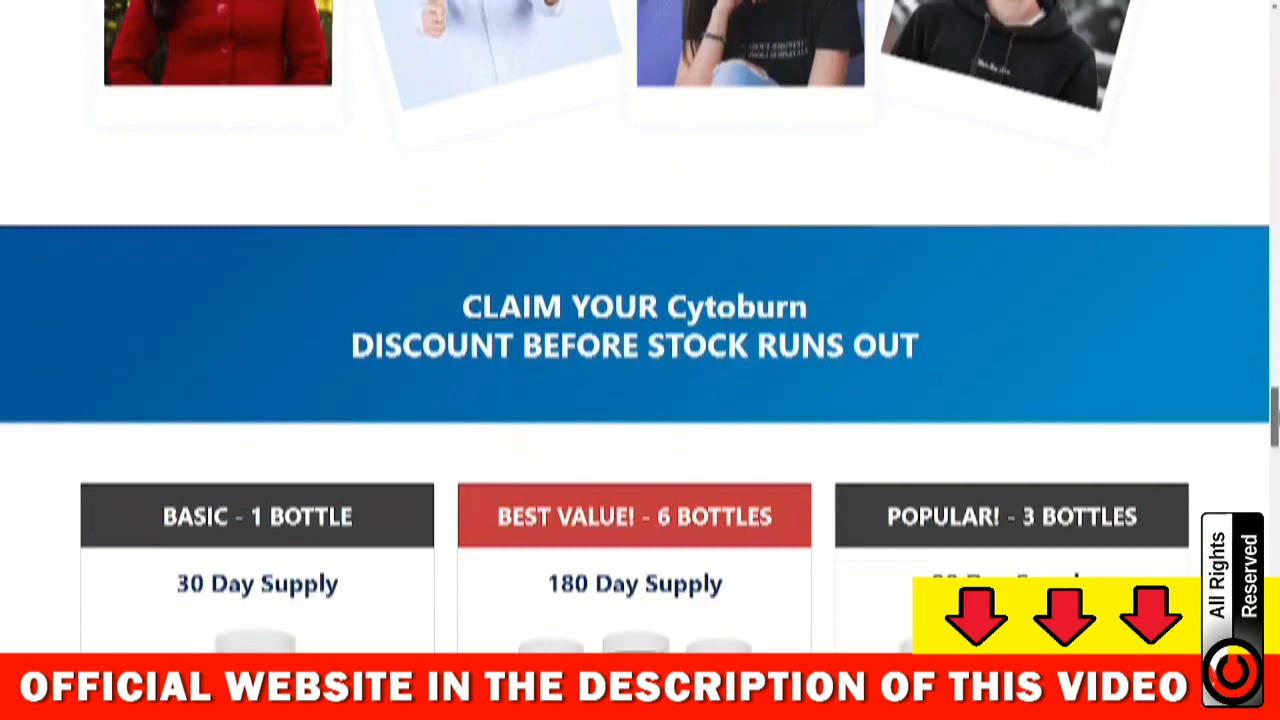 CLAIM YOUR Cytoburn
DISCOUNT BEFORE STOCK RUNS OUT
BASIC - 1 BOTTLE
BEST VALUE! - 6 BOTTLES
POPULAR! - 3 BOTTLES
30 Day Supply
180 Day Supply
All Rights
Reserved
OFFICIAL WEBSITE IN THE DESCRIPTION OF THIS VIDEO